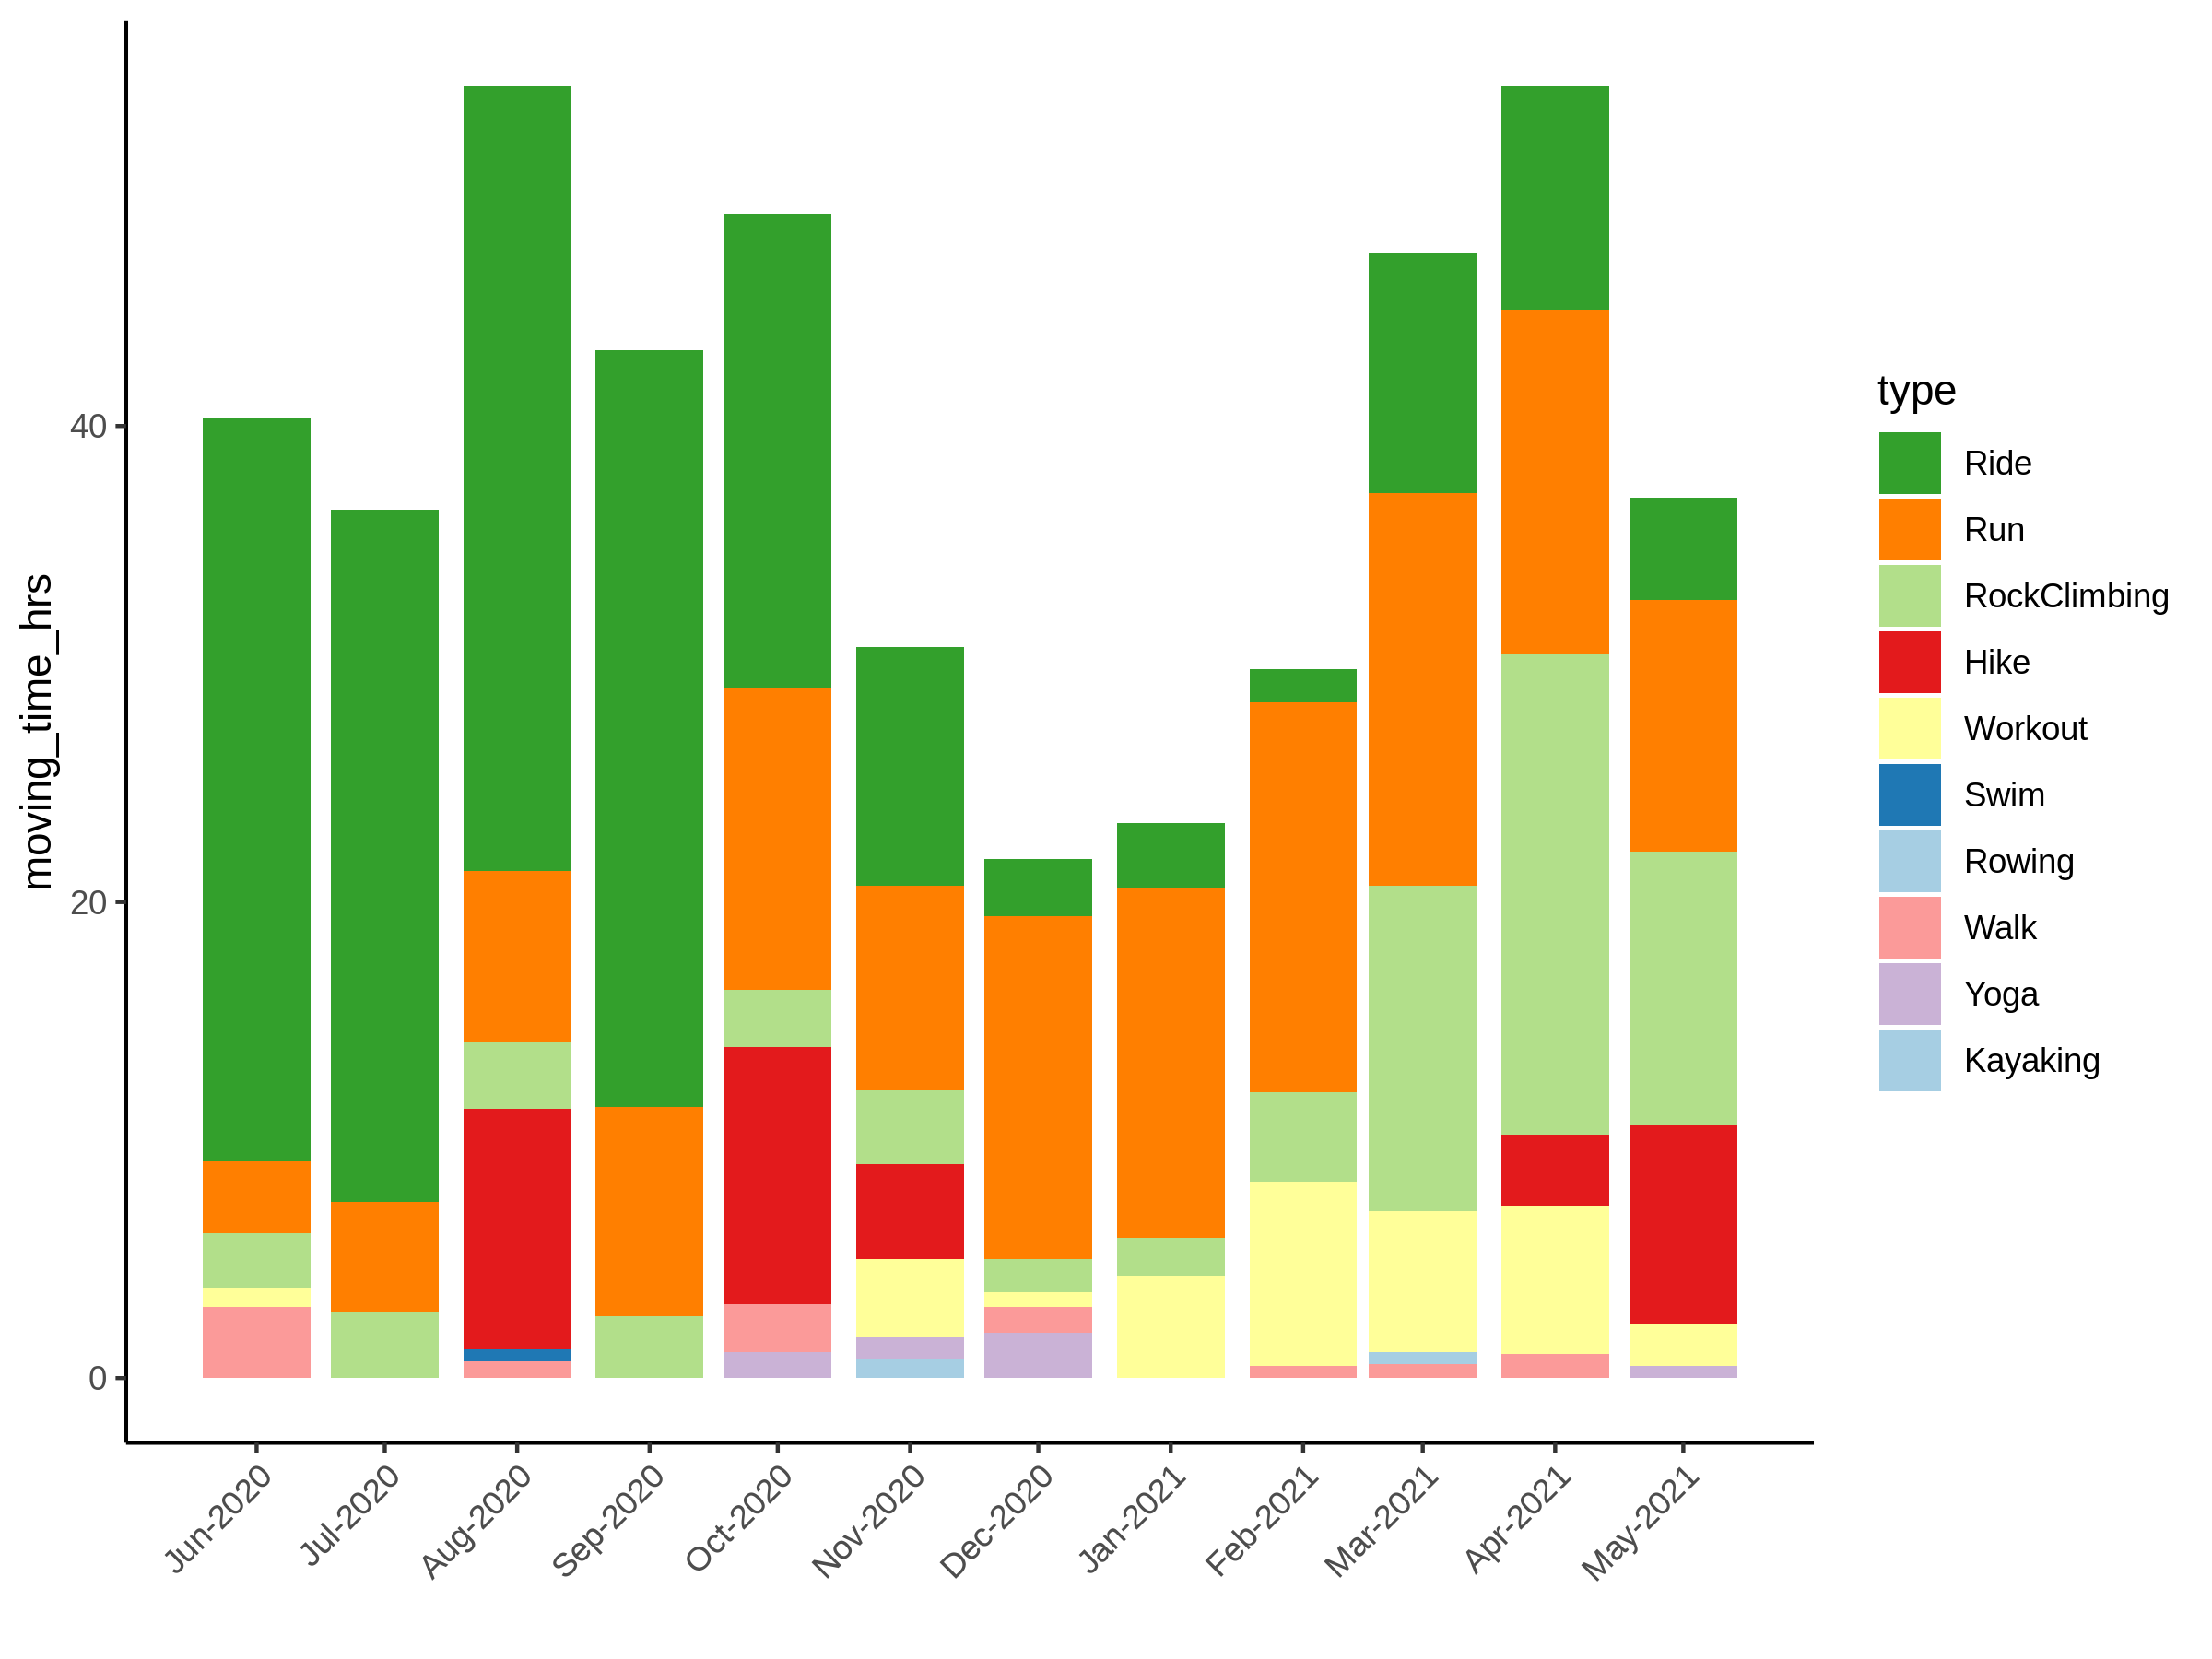 moving_time_hrs
40
20
0
Jun-2020
Jul-2020
Aug-2020
Sep-2020
Oct-2020
Nov-2020
Dec-2020
Jan-2021
Feb-2021
Mar-2021
Apr-2021
May-2021
type
Ride
Run
RockClimbing
Hike
Workout
Swim
Rowing
Walk
Yoga
Kayaking